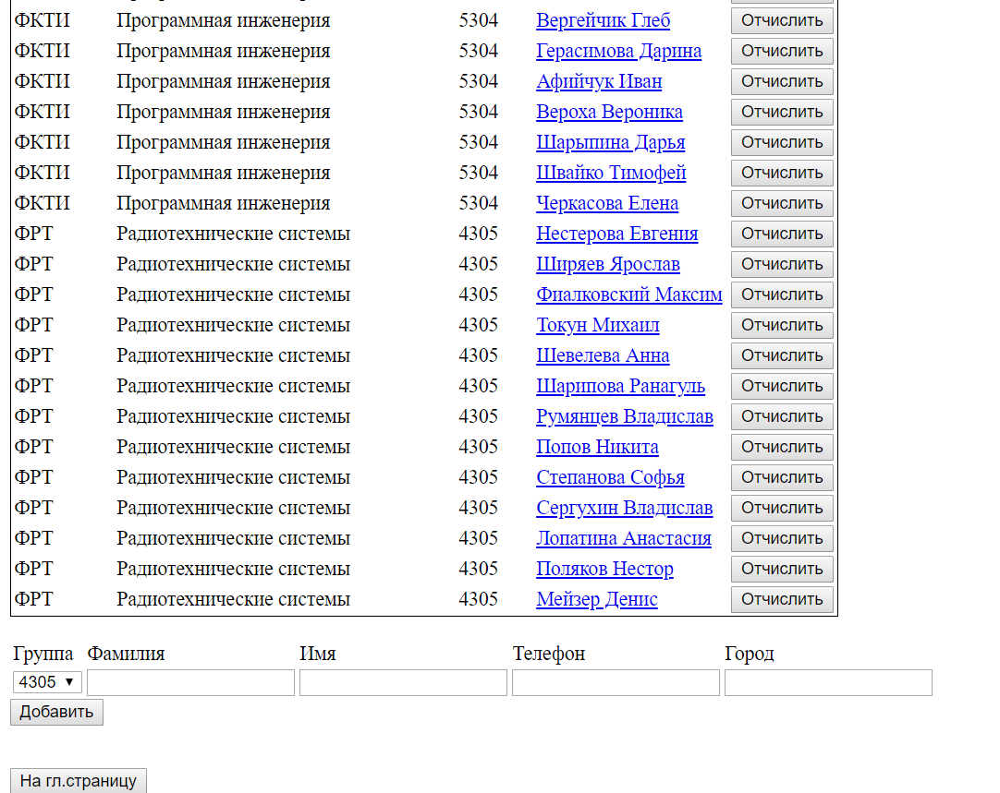 ФКТИ Программная инженерия 5304 Вергейчик Глеб Отчислить
ФКТИ Программная инженерия 5304 Герасимова Дарина Отчислить
ФКТИ Программная инженерия 5304 Афийчук Иван Отчислить
ФКТИ Программная инженерия 5304 Вероха Вероника Отчислить
ФКТИ Программная инженерия 5304 Шарыпина Дарья Отчислить
ФКТИ Программная инженерия 5304 Швайко Тимофей Отчислить
ФКТИ Программная инженерия 5304 Черкасова Елена Отчислить
ФРТ Радиотехнические системы 4305 Нестерова Евгения Отчислить
ФРТ Радиотехнические системы 4305 Ширяев Ярослав Отчислить
ФРТ Радиотехнические системы 4305 Фиалковский Максим Отчислить
ФРТ Радиотехнические системы 4305 Токун Михаил Отчислить
ФРТ Радиотехнические системы 4305 Шевелева Анна Отчислить
ФРТ Радиотехнические системы 4305 Шарипова Ранагуль Отчислить
ФРТ Радиотехнические системы 4305 Румянцев Владислав Отчислить
ФРТ Радиотехнические системы 4305 Попов Никита Отчислить
ФРТ Радиотехнические системы 4305 Степанова Софья Отчислить
ФРТ Радиотехнические системы 4305 Сергухин Владислав Отчислить
ФРТ Радиотехнические системы 4305 Лопатина Анастасия Отчислить
ФРТ Радиотехнические системы 4305 Поляков Нестор Отчислить
ФРТ Радиотехнические системы 4305 Мейзер Денис Отчислить
Группа Фамилия Имя Телефон Город
4305
Добавить
На гл.страницу